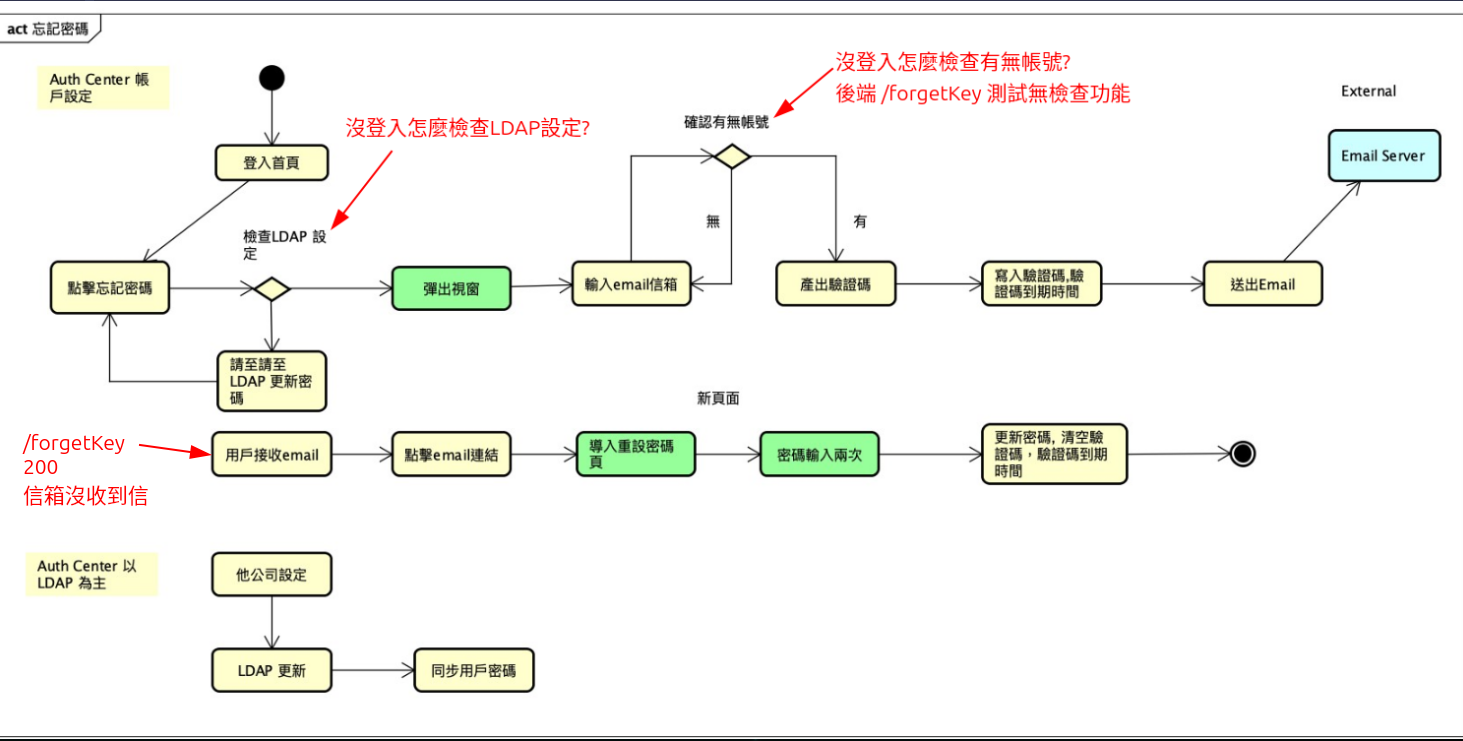 act 忘記密碼
Auth Center 帳
戶設定
沒登入怎麼檢查有無帳號?
後端 /forgetKey 測試無檢查功能
External
沒登入怎麼檢查LDAP設定?
確認有無帳號
登入首頁
Email Server
無
有
檢查LDAP 設
定
點擊忘記密碼
彈出視窗
輸入email信箱
產出驗證碼
寫入驗證碼,驗
證碼到期時間
送出Email
請至請至
LDAP 更新密
碼
新頁面
/forgetKey
200
信箱沒收到信
用戶接收email
點擊email連結
導入重設密碼
頁
密碼輸入兩次
更新密碼, 清空驗
證碼，驗證碼到期
時間
Auth Center 以
LDAP 為主
他公司設定
LDAP 更新
同步用戶密碼